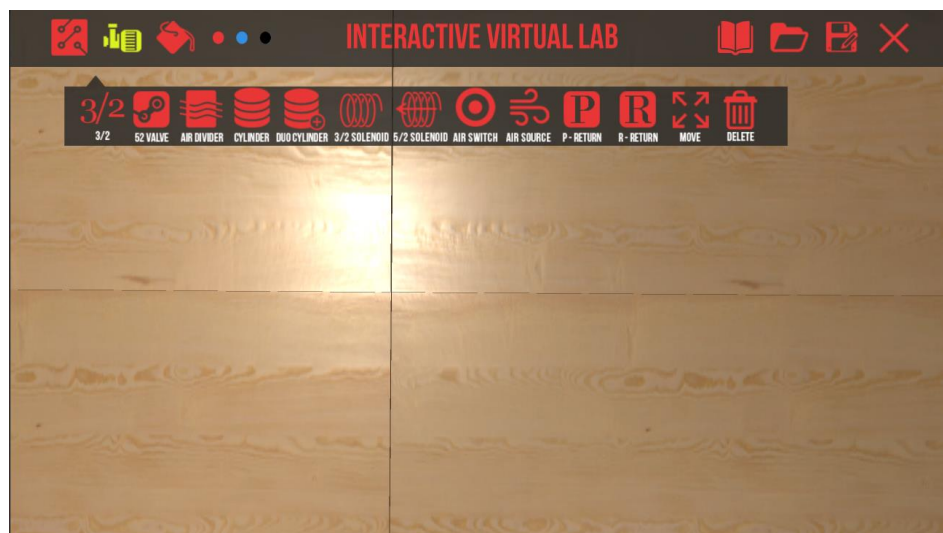 INTERACTIVE VIRTUAL LAB
3/2
P
R
3/2
52 VALVE
AIR DIVIDER
CYLINDER
DUO CYLINDER
3/2 SOLENOID
5/2 SOLENOID
AIR SWITCH
AIR SOURCE
P - RETURN
R - RETURN
MOVE
DELETE